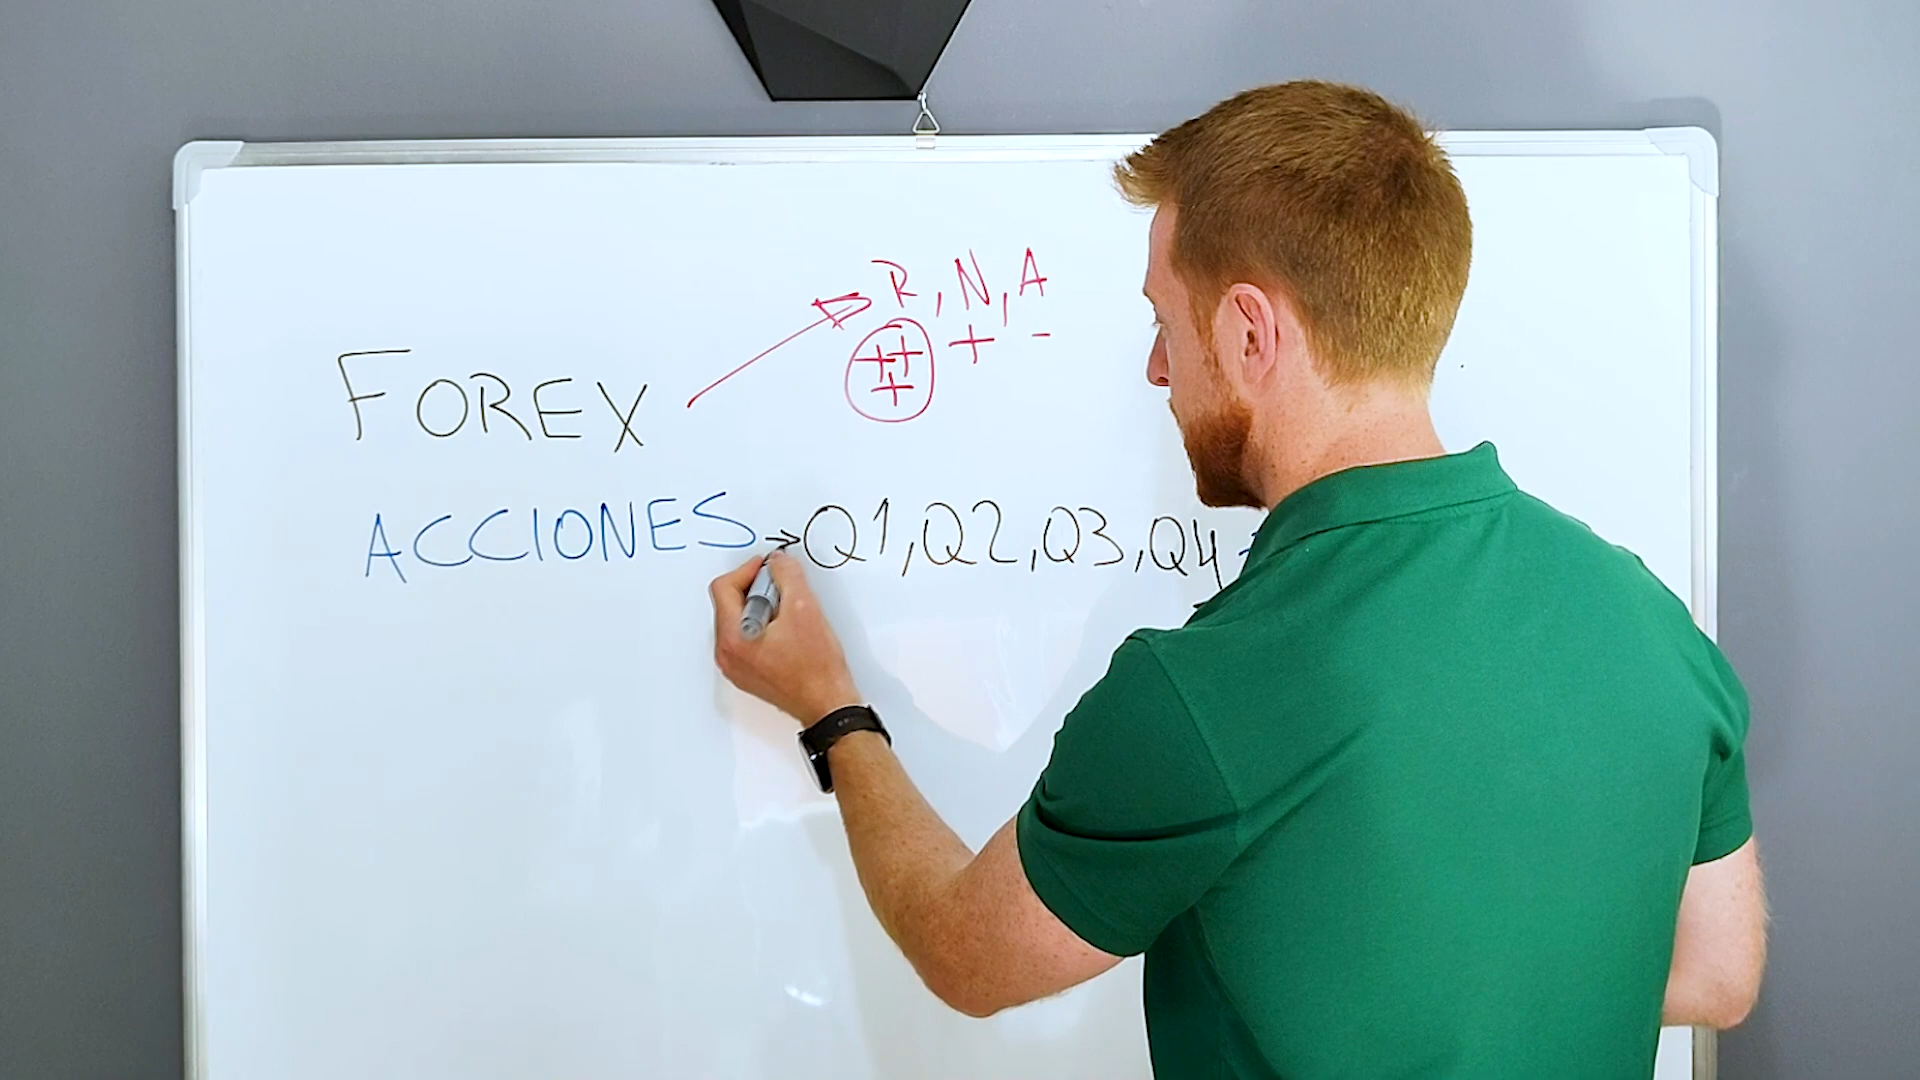 R, N, A
++ + -
+
FOREX
ACCIONES → Q1, Q2, Q3, Q4